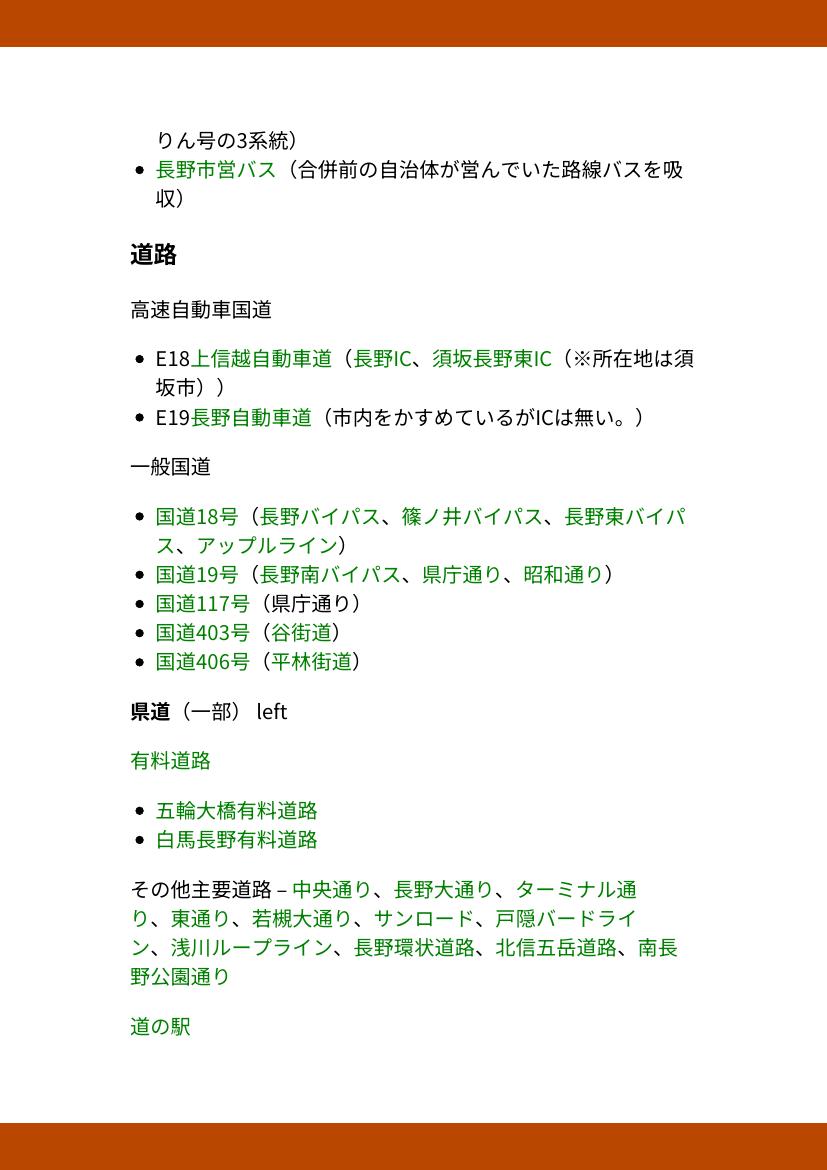 りん号の3系統）
• 長野市営バス（合併前の自治体が営んでいた路線バスを吸
収）
道路
高速自動車国道
• E18上信越自動車道（長野IC、須坂長野東IC（※所在地は須
坂市））
• E19長野自動車道（市内をかすめているがICは無い。）
一般国道
• 国道18号（長野バイパス、篠ノ井バイパス、長野東バイパ
ス、アップルライン）
• 国道19号（長野南バイパス、県庁通り、昭和通り）
• 国道117号（県庁通り）
• 国道403号（谷街道）
• 国道406号（平林街道）
県道（一部） left
有料道路
• 五輪大橋有料道路
• 白馬長野有料道路
その他主要道路 – 中央通り、長野大通り、ターミナル通
り、東通り、若槻大通り、サンロード、戸隠バードライ
ン、浅川ループライン、長野環状道路、北信五岳道路、南長
野公園通り
道の駅